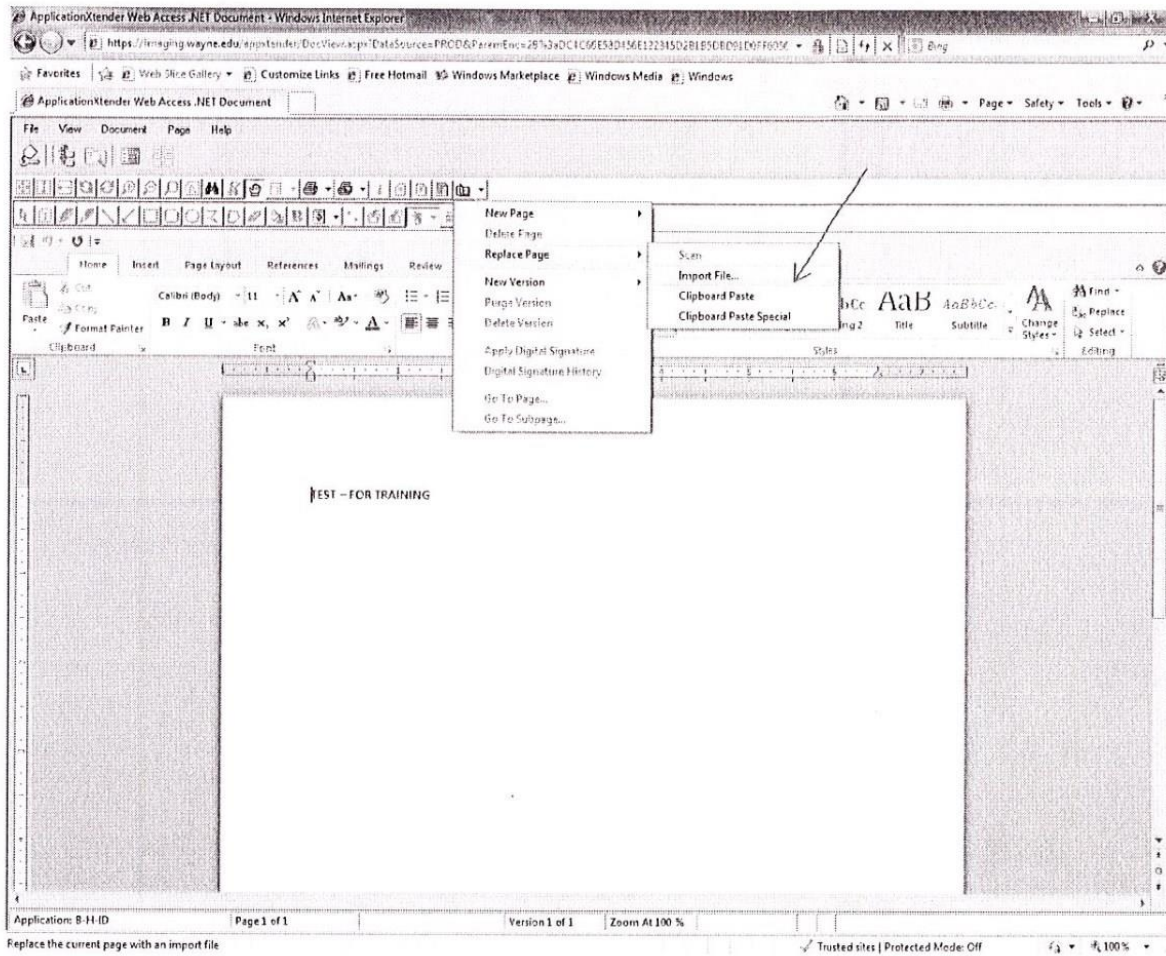 ApplicationXtender Web Access .NET Document - Windows Internet Explorer
Bing
Favorites Web Slice Gallery Customize Links Free Hotmail Windows Marketplace Windows Media Windows
ApplicationXtender Web Access .NET Document Page Safety Tools
File View Document Page Help
New Page
Delete Page
Replace Page
New Version
Purge Version
Delete Version
Apply Digital Signature
Digital Signature History
Go To Page...
Go To Subpage...
Scan
Import File...
Clipboard Paste
Clipboard Paste Special
Home Insert Page Layout References Mailings Review
Cut
Copy
Format Painter
Paste
Clipboard
Calibri (Body) 11
B I U abc
Font
AaB AaBbCc.
Title Subtitle
Change Styles
Styles
Find
Replace
Select
Editing
TEST – FOR TRAINING
Application: B-H-ID Page 1 of 1 Version 1 of 1 Zoom At 100 %
Replace the current page with an import file Trusted sites | Protected Mode: Off 100%